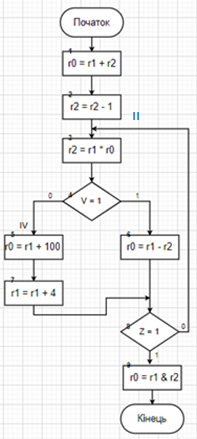 Початок
1
r0 = r1 + r2
2
r2 = r2 - 1
II
3
r2 = r1 * r0
0 4 1
V = 1
IV
5 6
r0 = r1 + 100 r0 = r1 - r2
7
r1 = r1 + 4
8 0
Z = 1
1
9
r0 = r1 & r2
Кінець